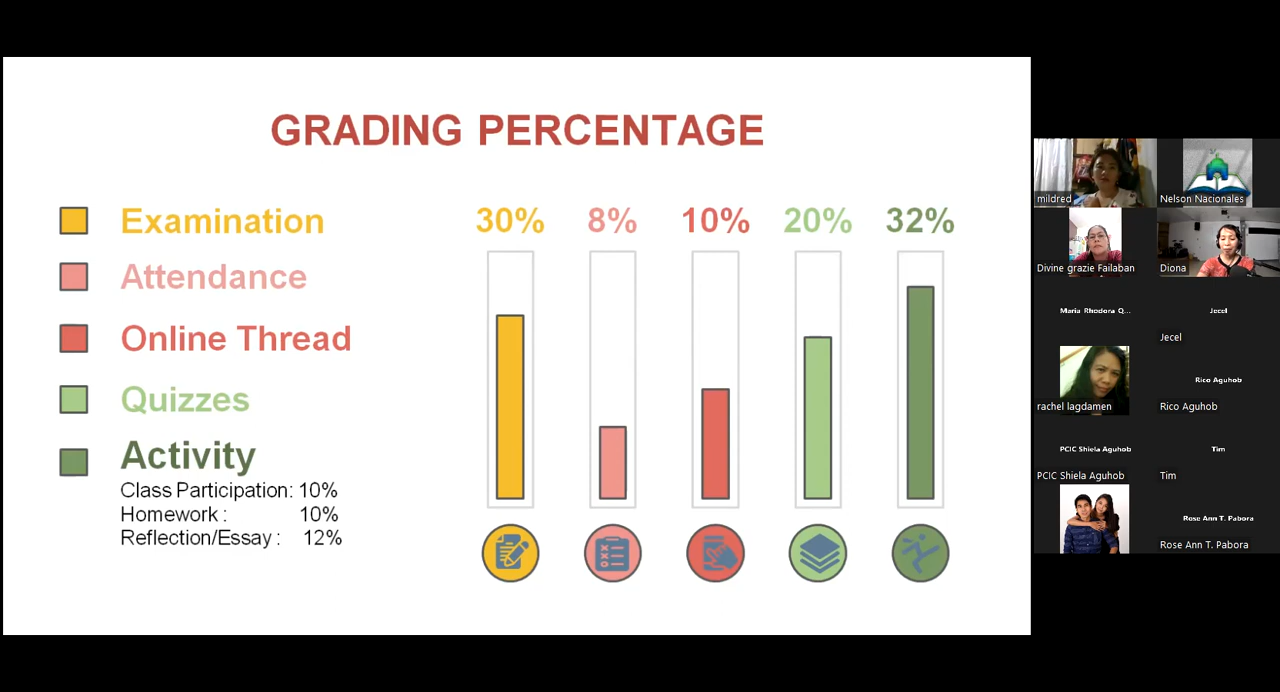 GRADING PERCENTAGE
Examination
30% 8% 10% 20% 32%
Attendance
Online Thread
Quizzes
Activity
Class Participation: 10%
Homework : 10%
Reflection/Essay : 12%
mildred
Nelson Nacionales
Divine grazie Failaban
Diona
Maria Rhodora Q...
Jecel
Jecel
rachel lagdamen
Rico Aguhob
Rico Aguhob
PCIC Shiela Aguhob
PCIC Shiela Aguhob
Tim
Tim
Rose Ann T. Pabora
Rose Ann T. Pabora